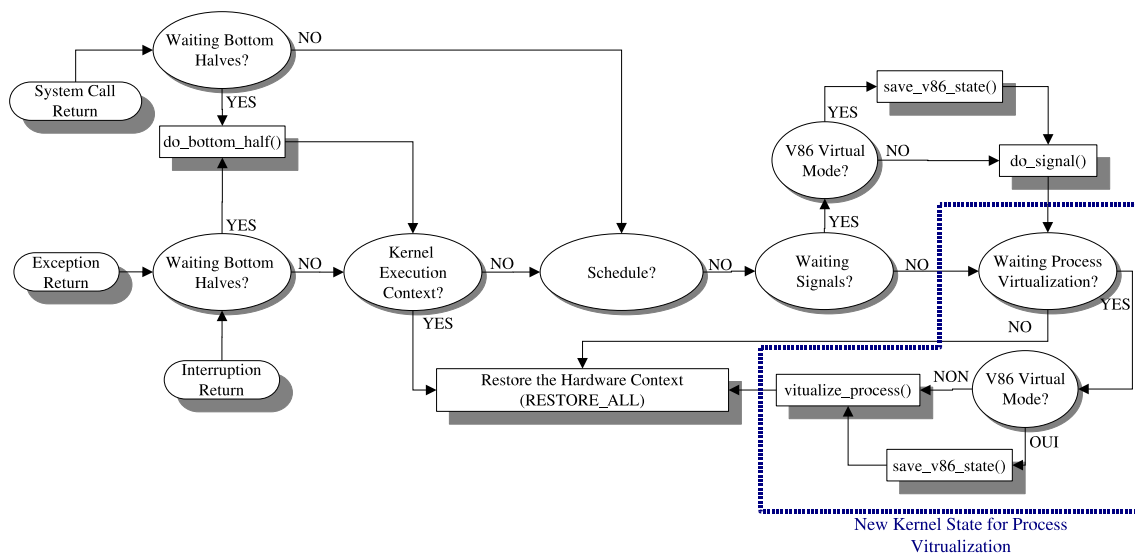 Waiting Bottom
Halves?
NO
System Call
Return
YES
do_bottom_half()
save_v86_state()
YES
V86 Virtual
Mode?
NO
do_signal()
YES
YES
Exception
Return
Waiting Bottom
Halves?
NO
Kernel
Execution
Context?
NO
Schedule?
NO
Waiting
Signals?
NO
Waiting Process
Virtualization?
YES
YES
NO
Interruption
Return
Restore the Hardware Context
(RESTORE_ALL)
vitualize_process()
NON
V86 Virtual
Mode?
OUI
save_v86_state()
New Kernel State for Process
Vitrualization